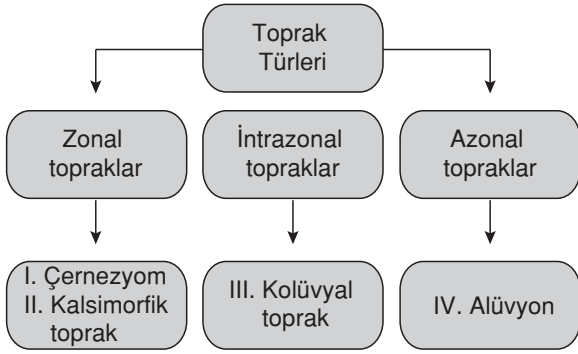 Toprak
Türleri
Zonal
topraklar
İntrazonal
topraklar
Azonal
topraklar
I. Çernezyom
II. Kalsimorfik
toprak
III. Kolüvyal
toprak
IV. Alüvyon